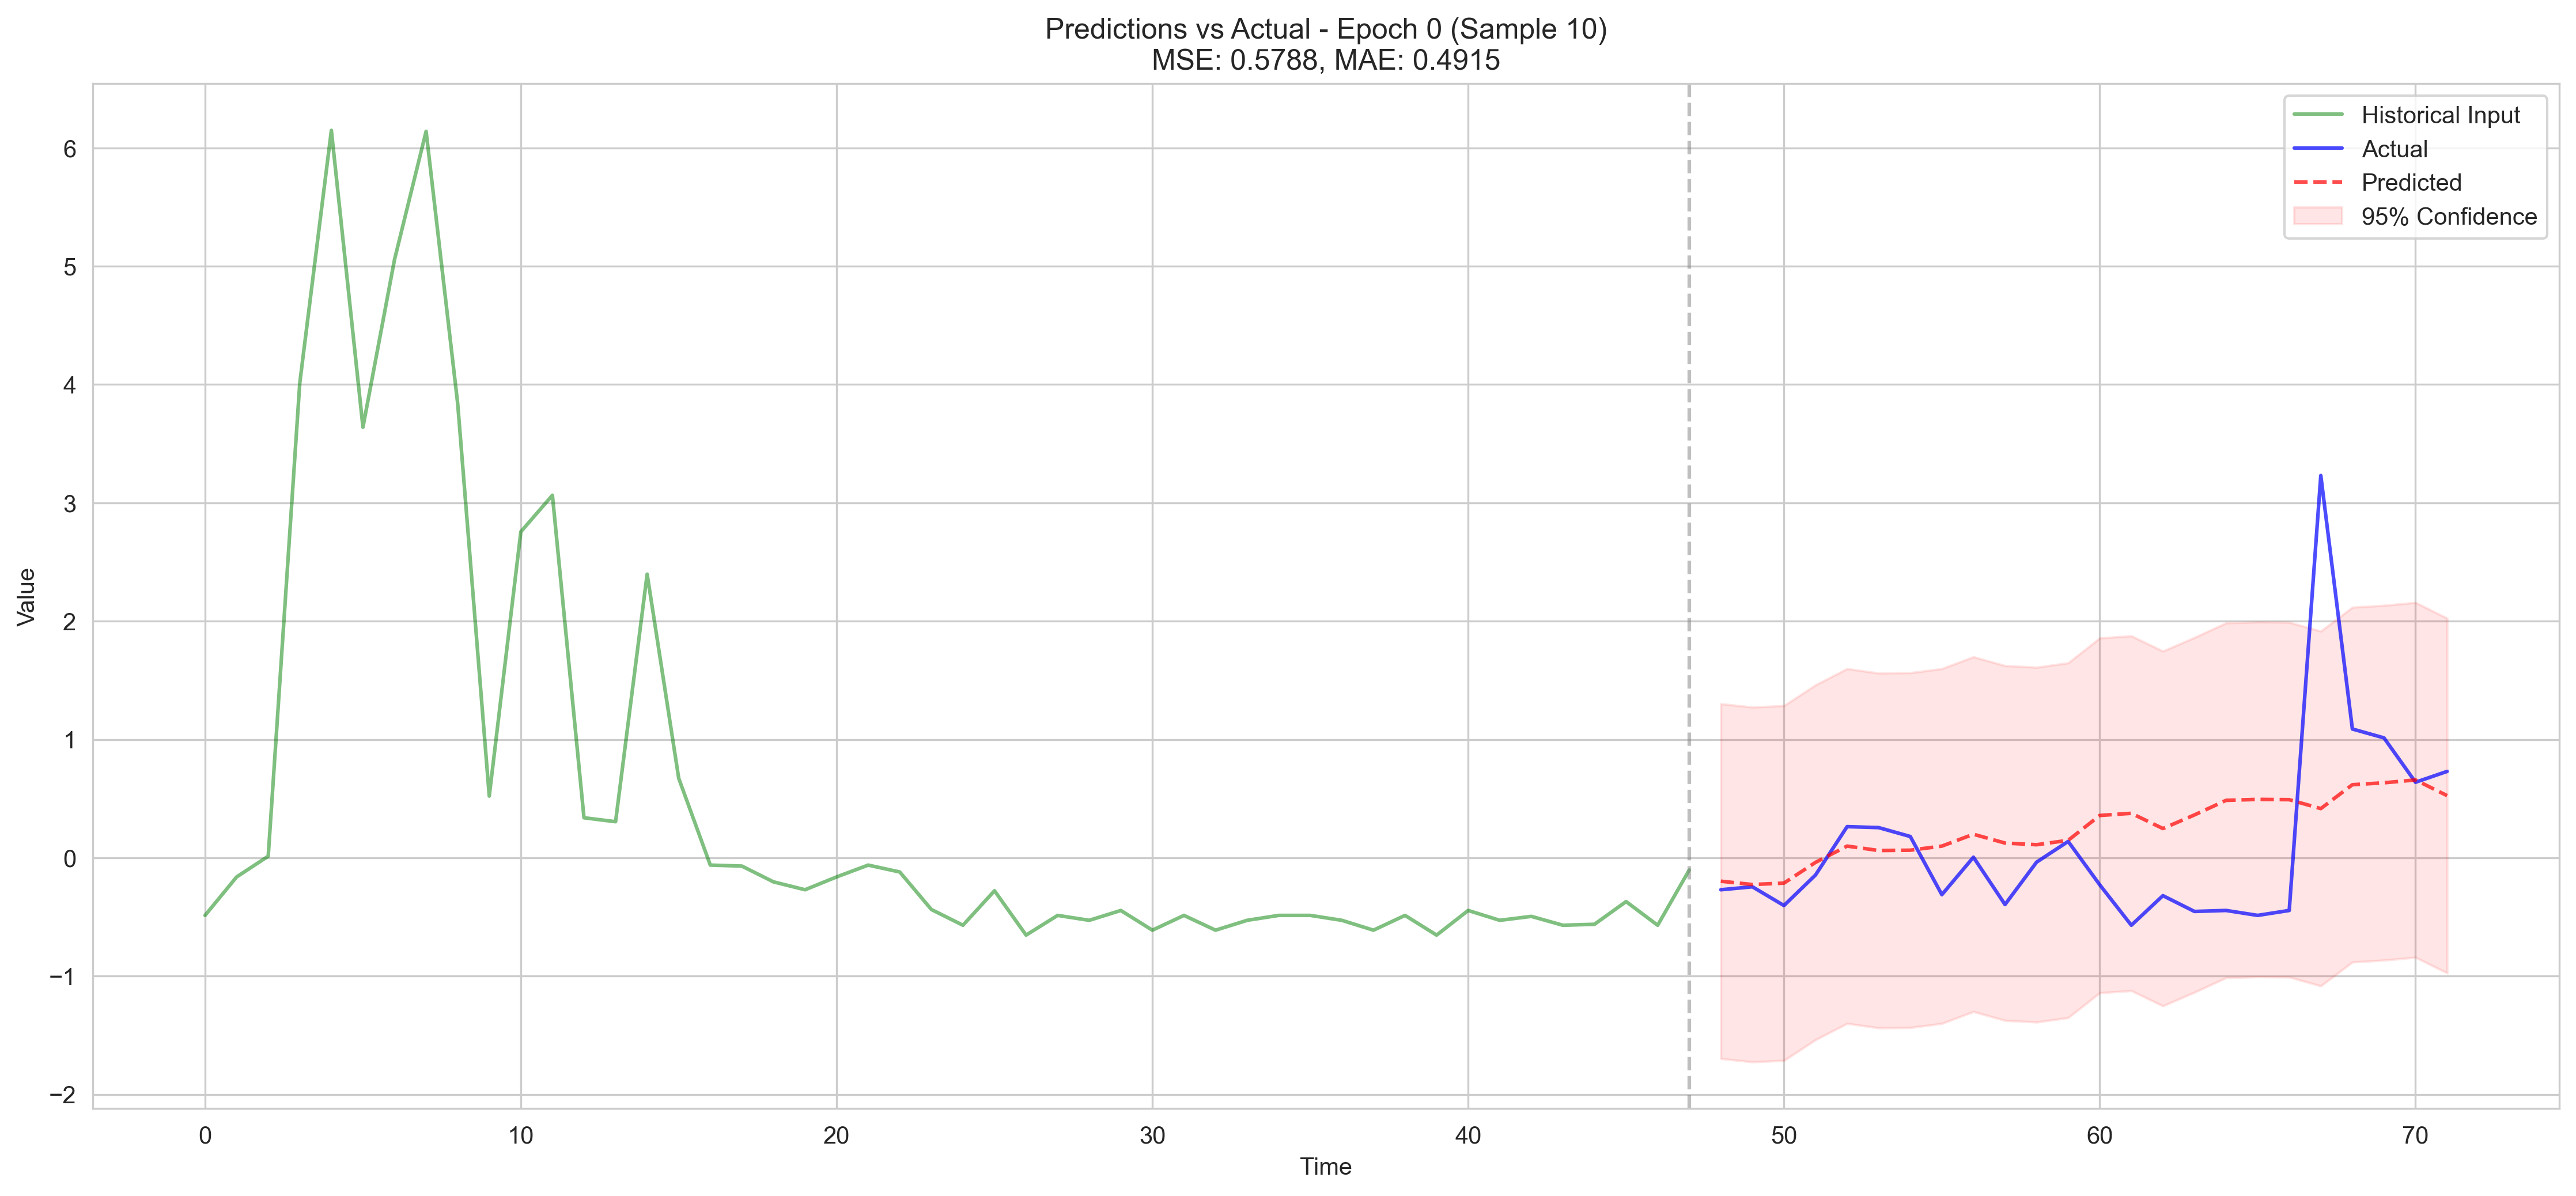 Predictions vs Actual - Epoch 0 (Sample 10)
MSE: 0.5788, MAE: 0.4915
Historical Input
Actual
Predicted
95% Confidence
6
5
4
3
2
1
0
−1
−2
Value
0 10 20 30 40 50 60 70
Time